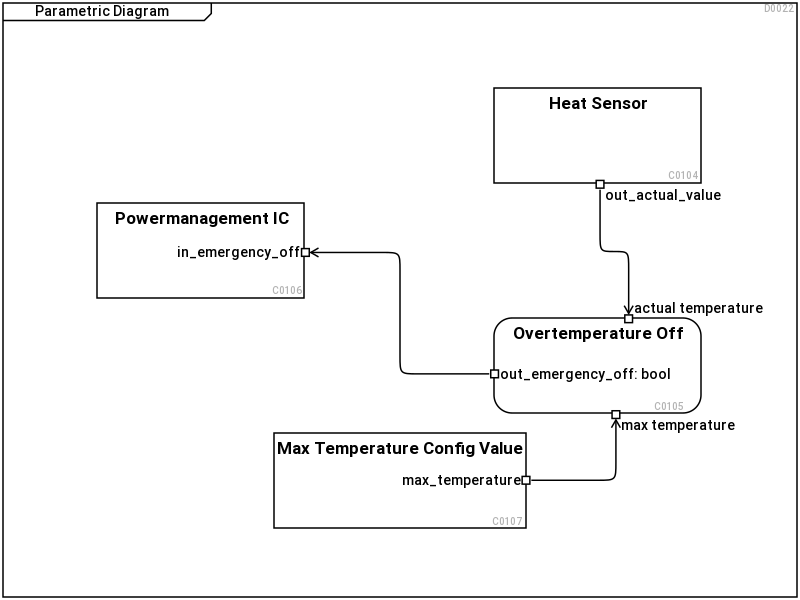 Parametric Diagram
D0022
Heat Sensor
C0104
out_actual_value
Powermanagement IC
in_emergency_off
C0106
actual temperature
Overtemperature Off
out_emergency_off: bool
C0105
max temperature
Max Temperature Config Value
max_temperature
C0107